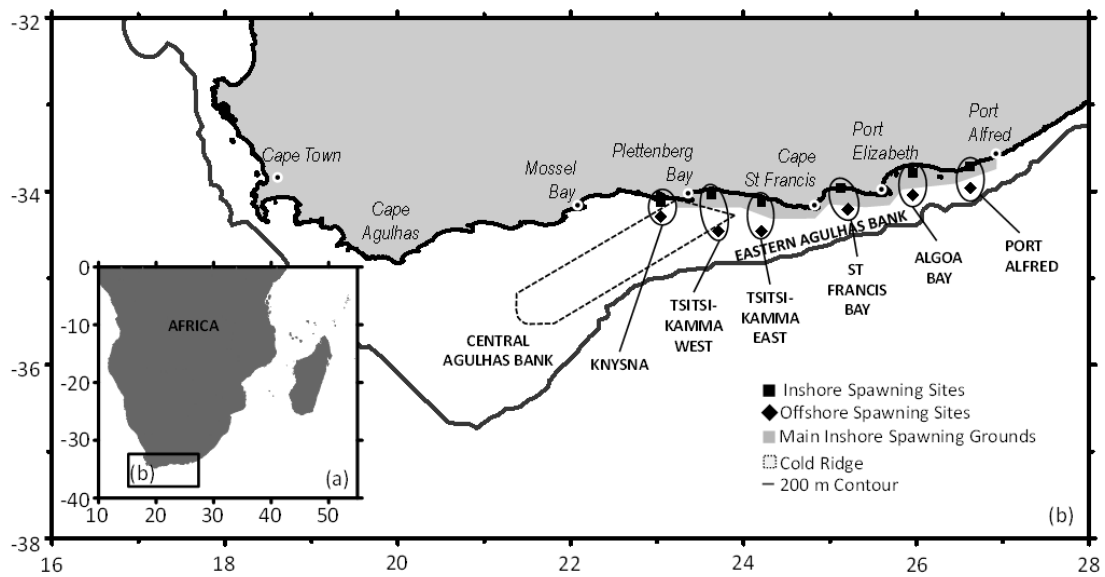 -32
-33
-34
-35
-36
-37
-38
16
18
20
22
24
26
28
Cape Town
Cape
Agulhas
Mossel
Bay
Plettenberg
Bay
Cape
St Francis
Port
Elizabeth
Port
Alfred
EASTERN AGULHAS BANK
CENTRAL
AGULHAS BANK
KNYSNA
TSITSI-
KAMMA
WEST
TSITSI-
KAMMA
EAST
ST
FRANCIS
BAY
ALGOA
BAY
PORT
ALFRED
Inshore Spawning Sites
Offshore Spawning Sites
Main Inshore Spawning Grounds
Cold Ridge
200 m Contour
(b)
0
-10
-20
-30
-40
10
20
30
40
50
AFRICA
(b)
(a)